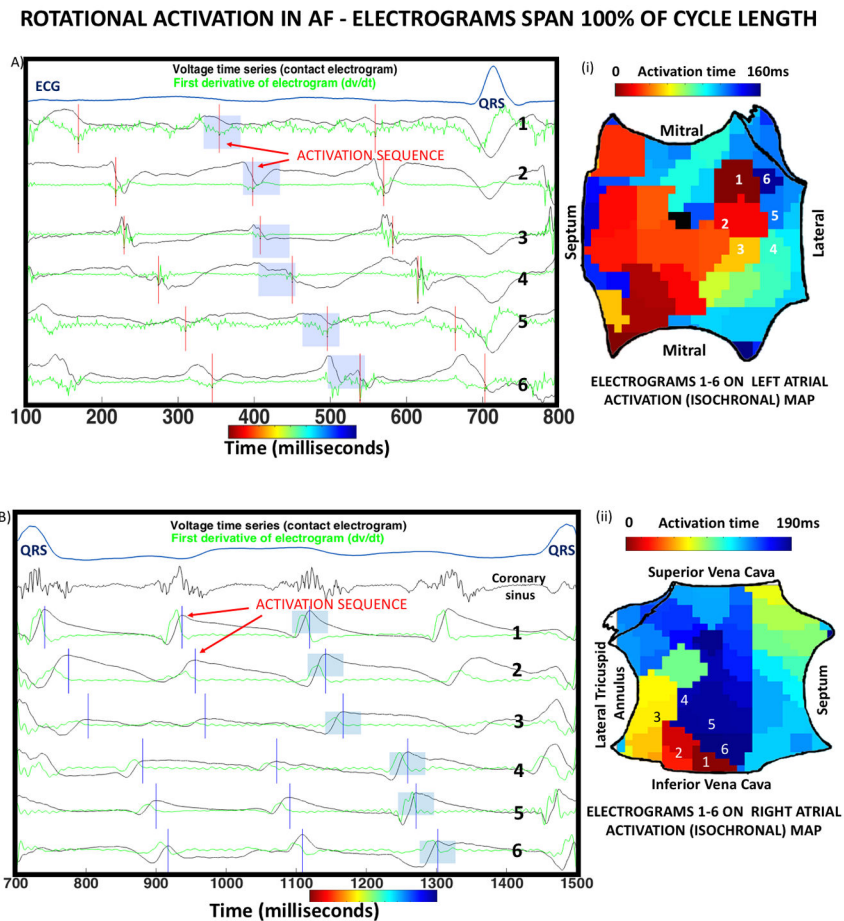 ROTATIONAL ACTIVATION IN AF - ELECTROGRAMS SPAN 100% OF CYCLE LENGTH
A)
Voltage time series (contact electrogram)
First derivative of electrogram (dv/dt)
ECG
QRS
1
ACTIVATION SEQUENCE
2
3
4
5
6
100 200 300 400 500 600 700 800
Time (milliseconds)
(i)
0 Activation time 160ms
Mitral
1 6
2 5
3 4
Septum
Lateral
Mitral
ELECTROGRAMS 1-6 ON LEFT ATRIAL
ACTIVATION (ISOCHRONAL) MAP
B)
Voltage time series (contact electrogram)
First derivative of electrogram (dv/dt)
QRS QRS
Coronary
sinus
ACTIVATION SEQUENCE
1
2
3
4
5
6
700 900 1100 1300 1500
Time (milliseconds)
(ii)
0 Activation time 190ms
Superior Vena Cava
Lateral Tricuspid
Annulus
Septum
4
3 5
2 6
1
Inferior Vena Cava
ELECTROGRAMS 1-6 ON RIGHT ATRIAL
ACTIVATION (ISOCHRONAL) MAP